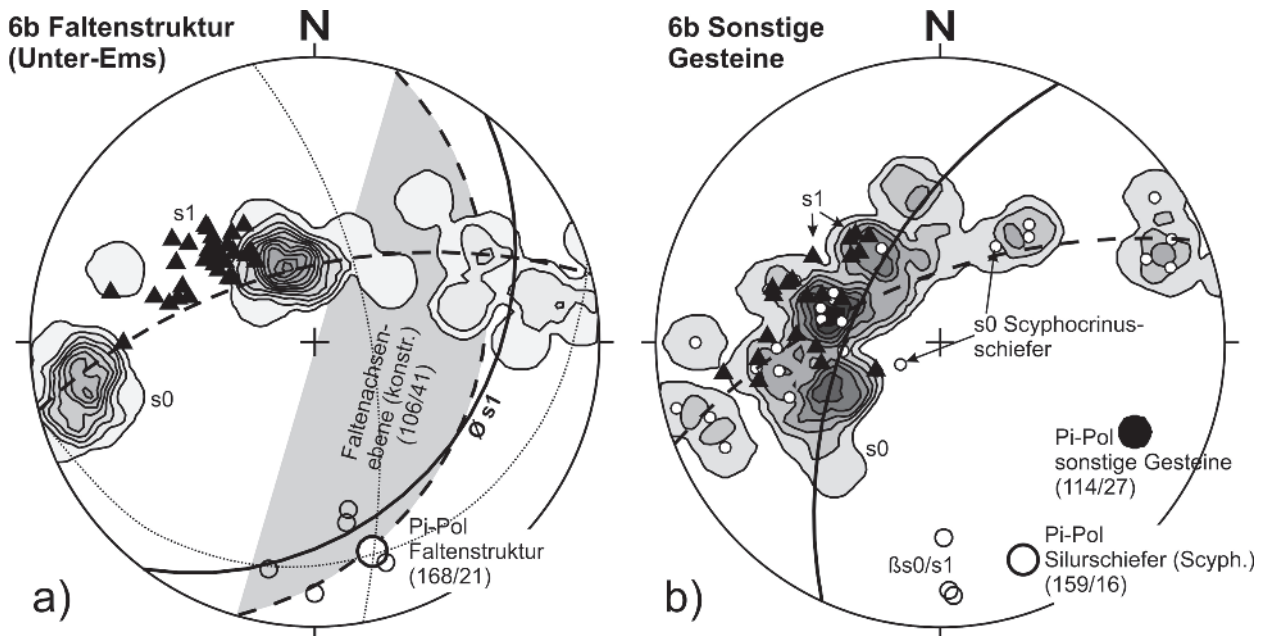 6b Faltenstruktur
(Unter-Ems)
N
s1
s0
Faltenachsen-
ebene (konstr.)
(106/41)
Ø s1
Pi-Pol
Faltenstruktur
(168/21)
a)
6b Sonstige
Gesteine
N
s1
s0 Scyphocrinus-
schiefer
s0
Pi-Pol
sonstige Gesteine
(114/27)
ßs0/s1
Pi-Pol
Silurschiefer (Scyph.)
(159/16)
b)